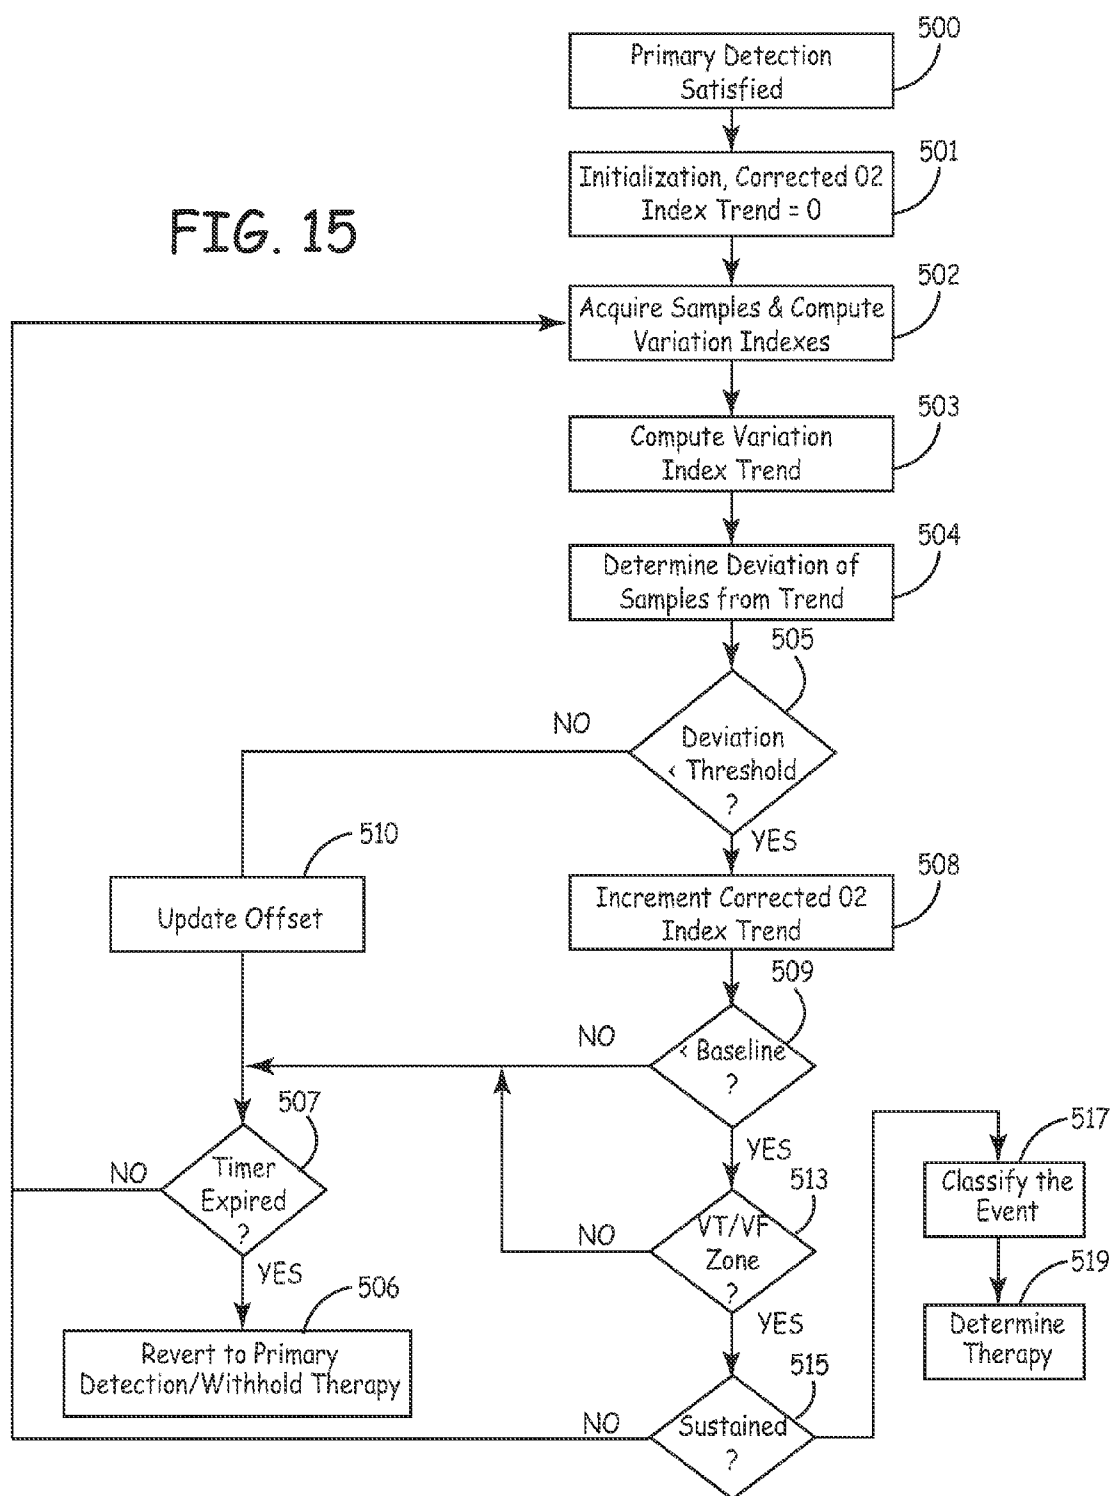 500
Primary Detection
Satisfied
501
Initialization, Corrected O2
Index Trend = 0
FIG. 15
502
Acquire Samples & Compute
Variation Indexes
503
Compute Variation
Index Trend
504
Determine Deviation of
Samples from Trend
505
NO
Deviation
< Threshold
?
YES
510
Update Offset
508
Increment Corrected O2
Index Trend
509
NO
< Baseline
?
YES
507
NO
Timer
Expired
?
YES
513
NO
VT/VF
Zone
?
YES
517
Classify the
Event
519
Determine
Therapy
506
Revert to Primary
Detection/Withhold Therapy
515
NO
Sustained
?